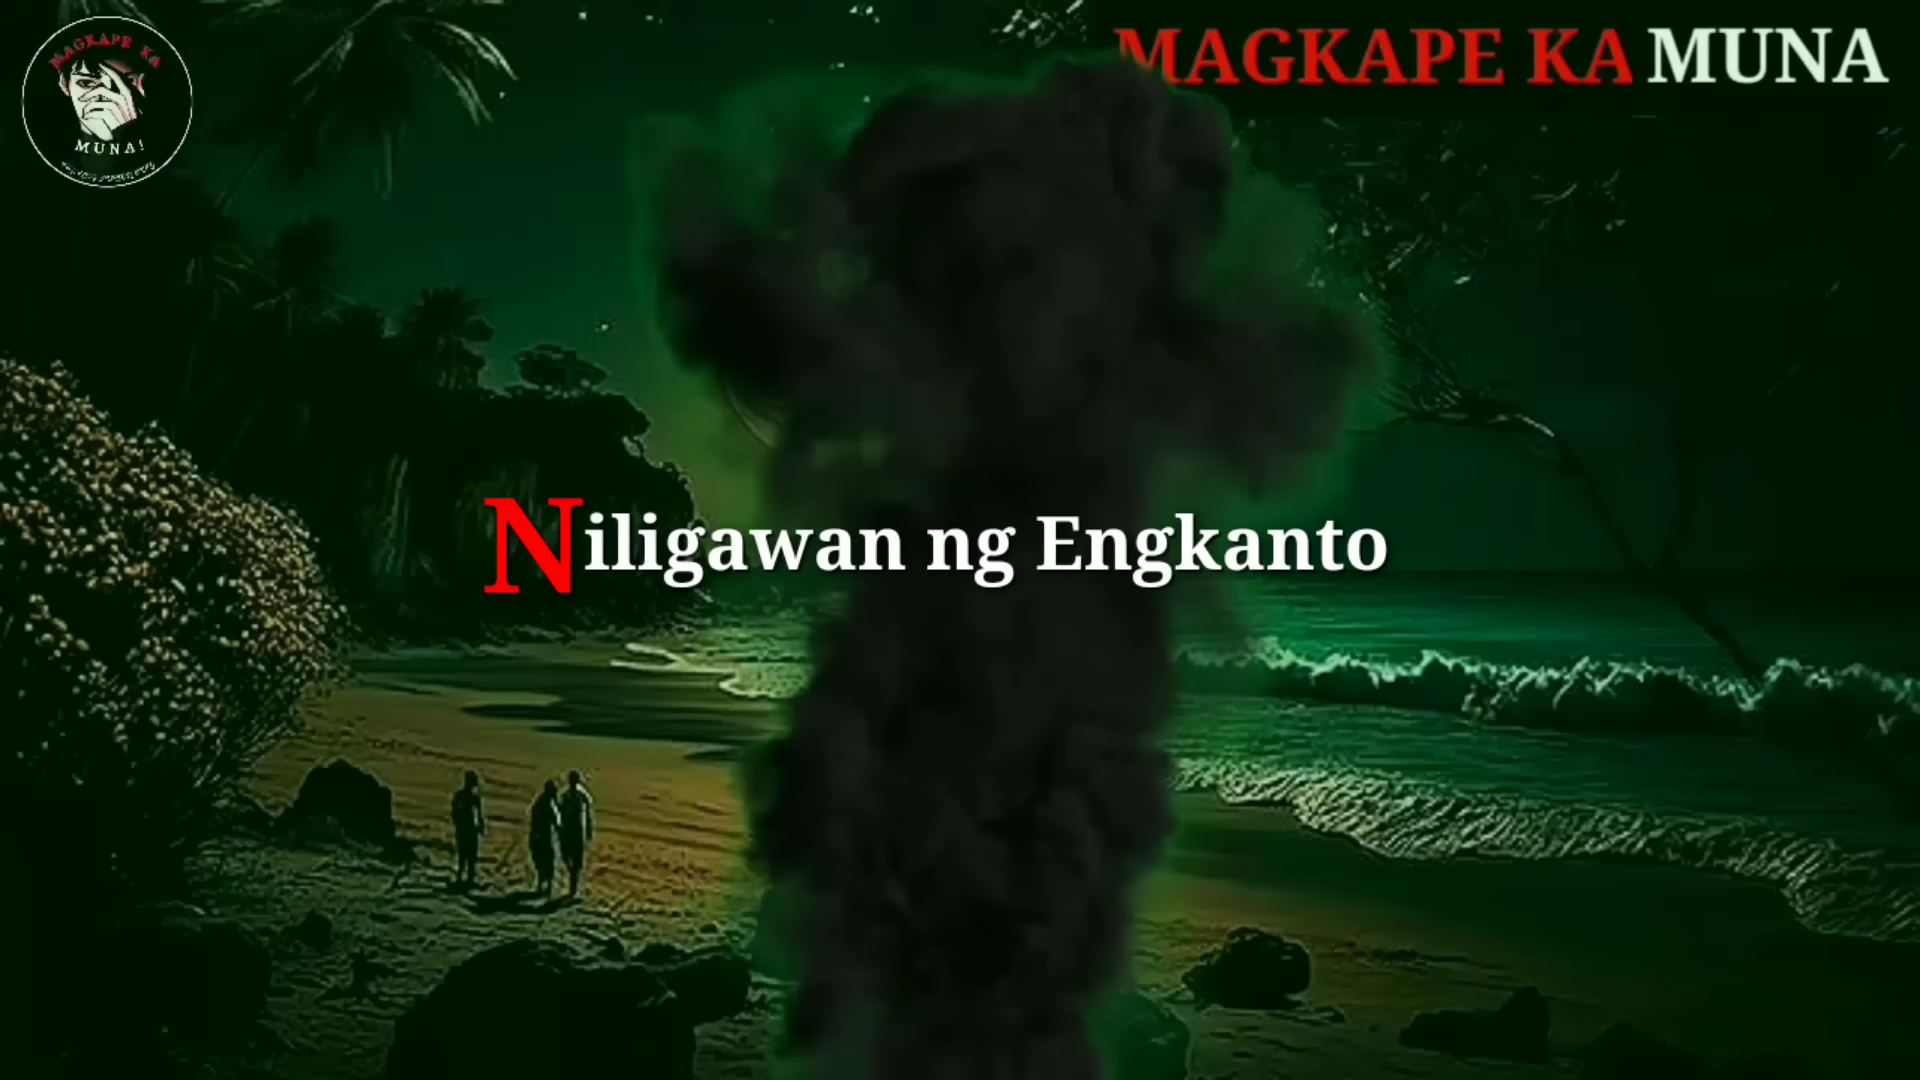 MAGKAPE KA
MUNA!
MAGKAPE KA MUNA
Niligawan ng Engkanto